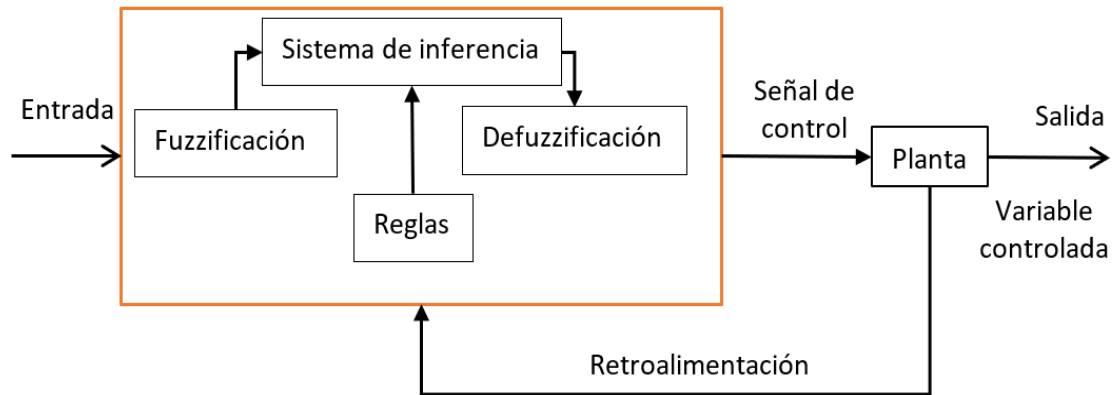 Entrada
Sistema de inferencia
Fuzzificación
Defuzzificación
Reglas
Señal de
control
Planta
Salida
Variable
controlada
Retroalimentación